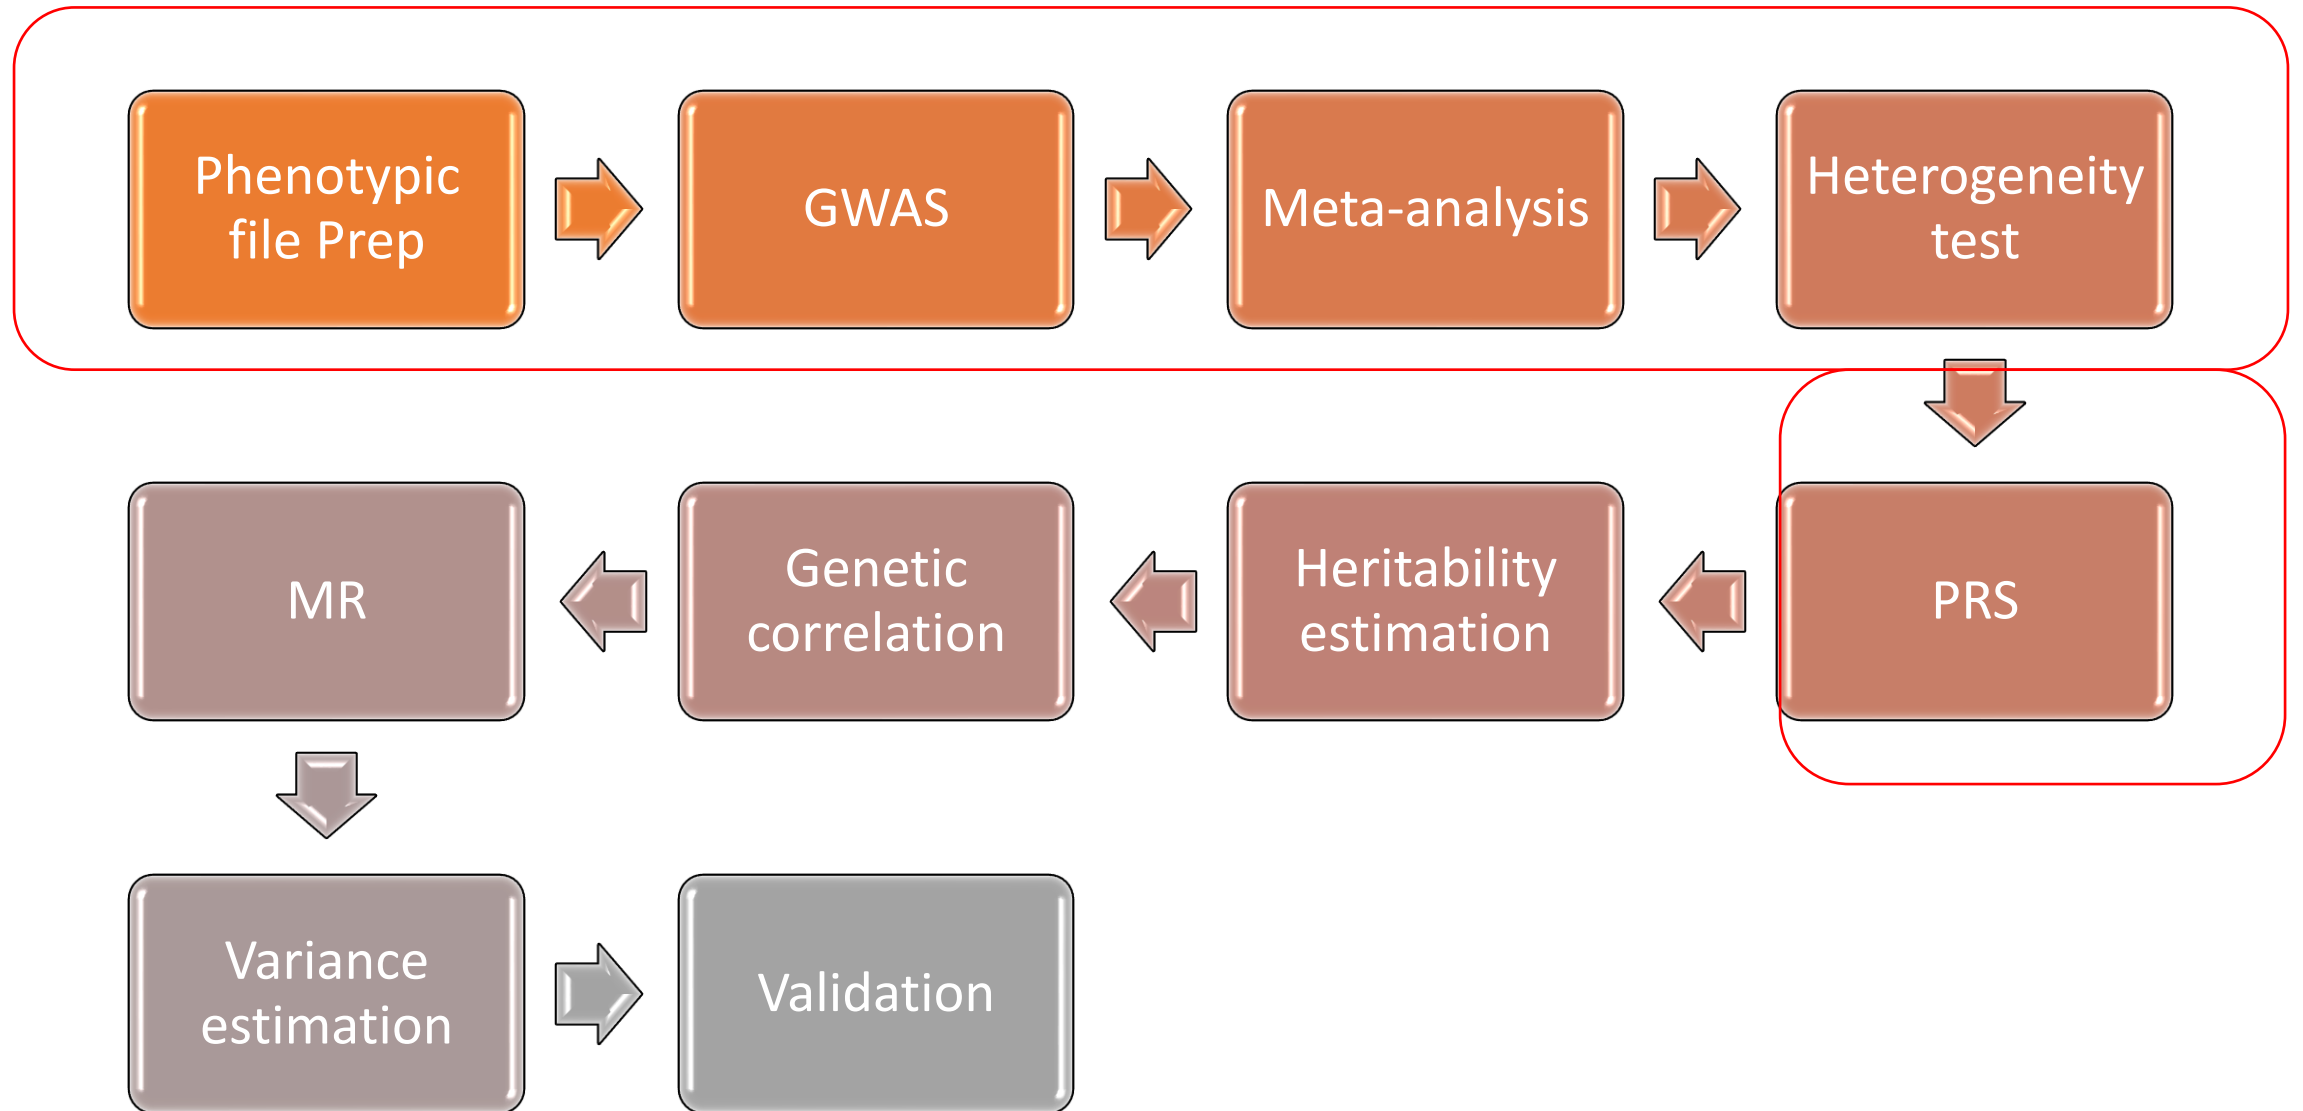 Phenotypic
file Prep
GWAS
Meta-analysis
Heterogeneity
test
MR
Genetic
correlation
Heritability
estimation
PRS
Variance
estimation
Validation